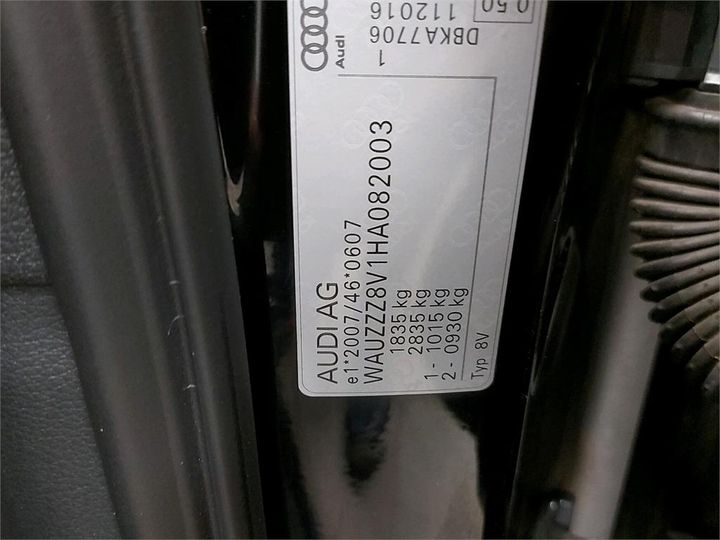 AUDI AG
e1*2007/46*0607
WAUZZZ8V1HA082003
1835 kg
2835 kg
1- 1015 kg
2- 0930 kg
Typ 8V
Audi
1
DBKA7706
112016
0.50